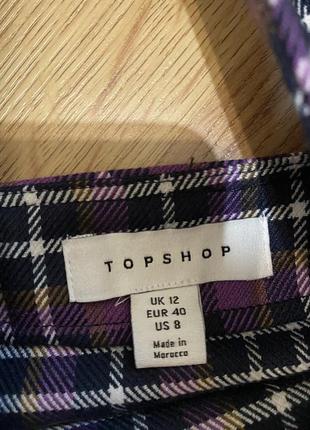 TOPSHOP
UK 12
EUR 40
US 8
Made in
Morocco